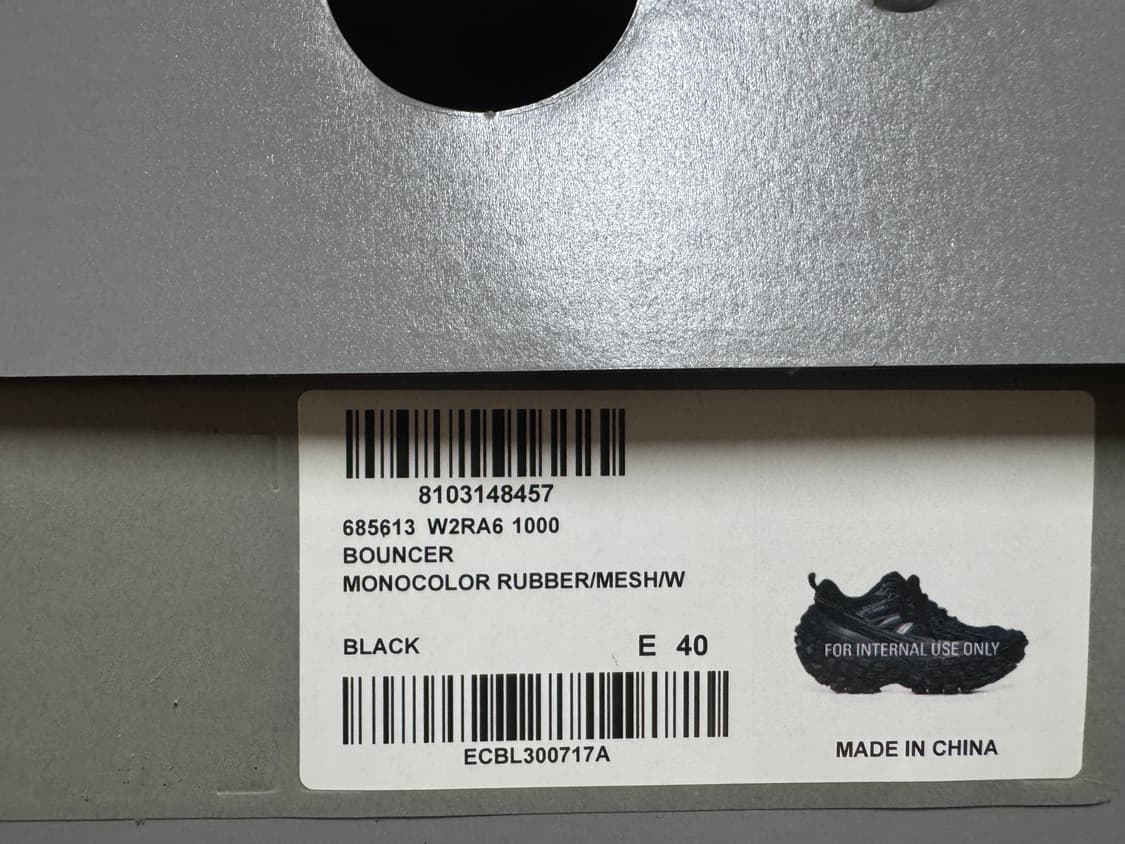 8103148457
685613 W2RA6 1000
BOUNCER
MONOCOLOR RUBBER/MESH/W
BLACK E 40
FOR INTERNAL USE ONLY
ECBL300717A
MADE IN CHINA